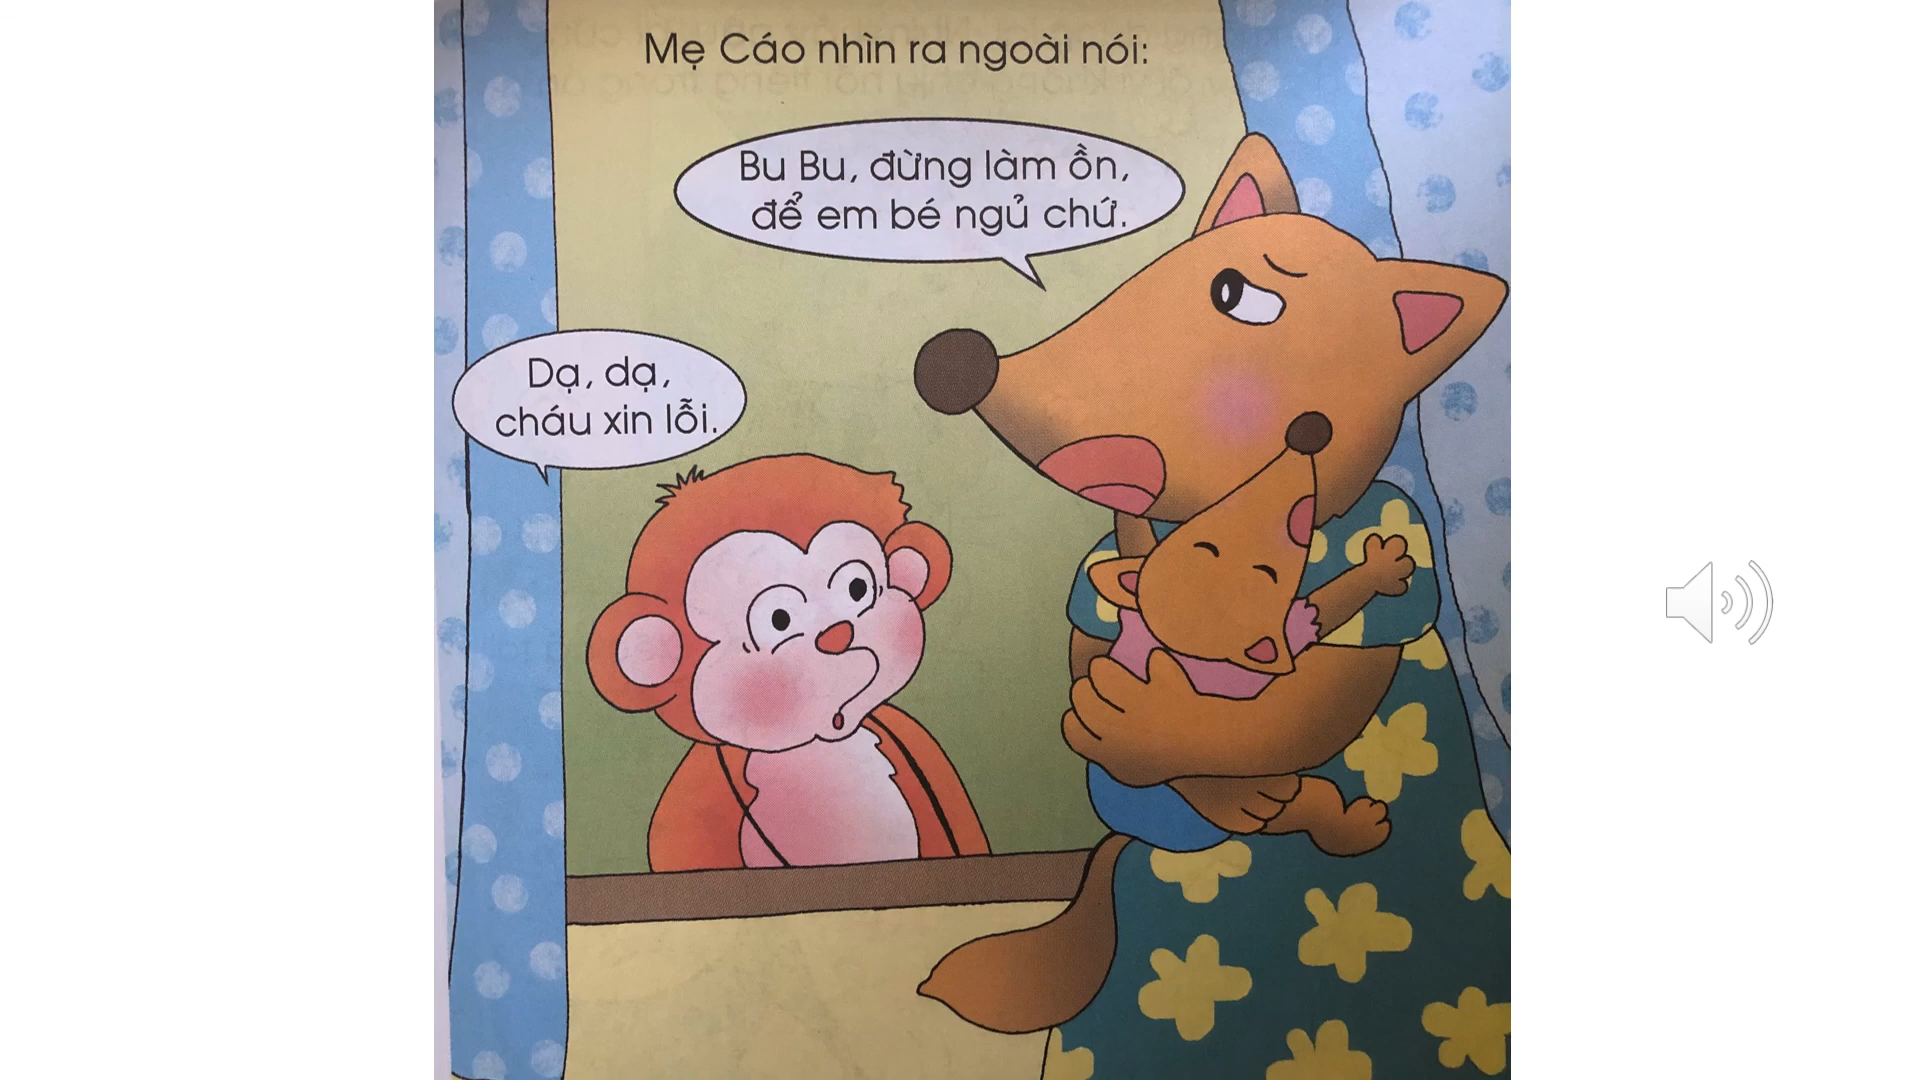 Mẹ Cáo nhìn ra ngoài nói:
Bu Bu, đừng làm ồn,
để em bé ngủ chứ.
Dạ, dạ,
cháu xin lỗi.